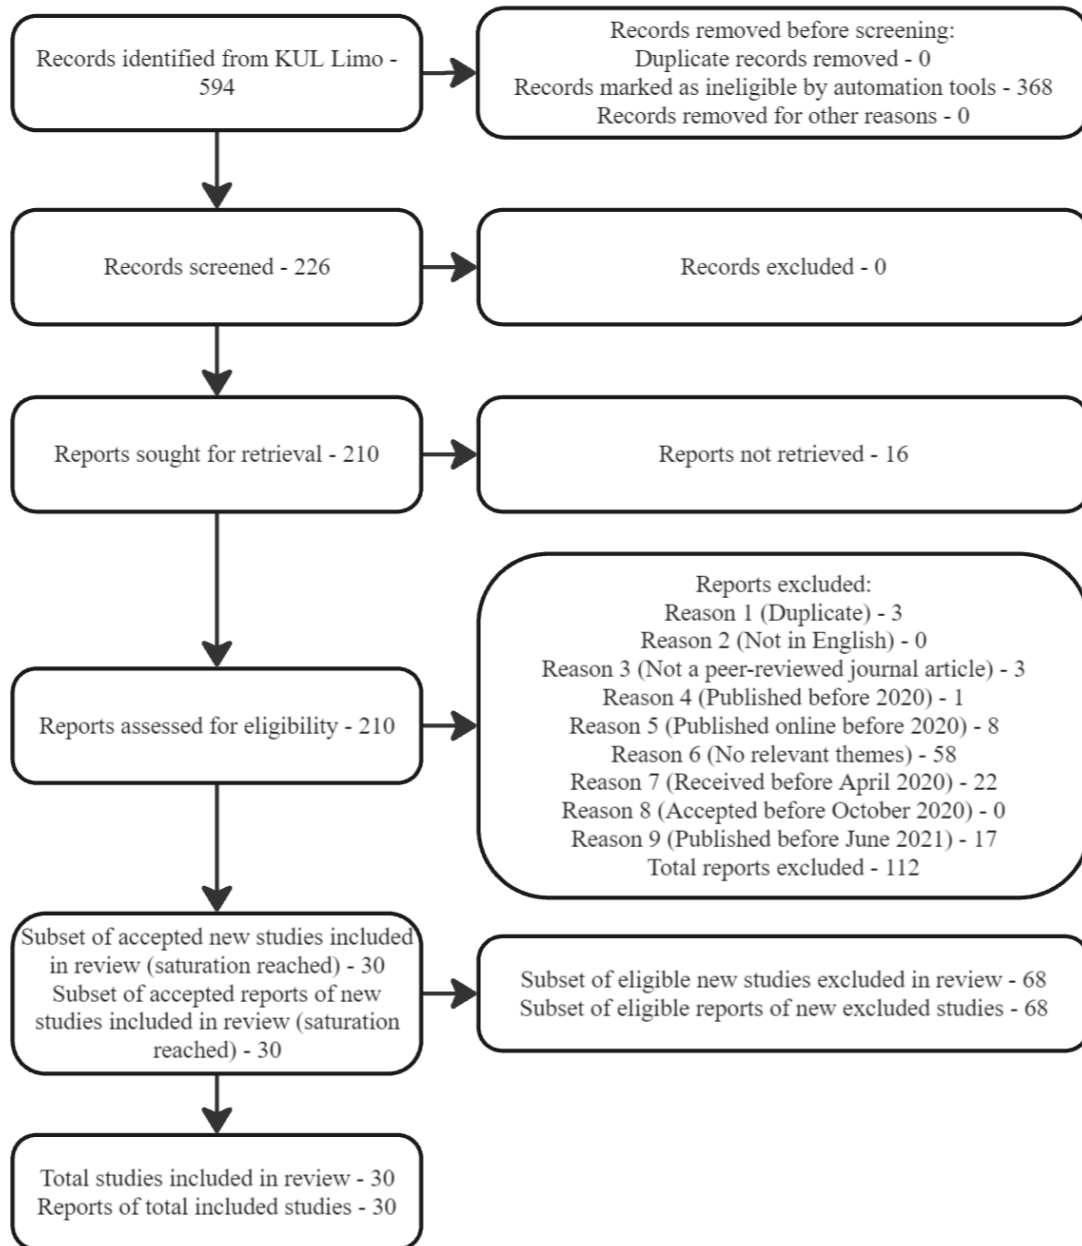 Records identified from KUL Limo -
594
Records removed before screening:
Duplicate records removed - 0
Records marked as ineligible by automation tools - 368
Records removed for other reasons - 0
Records screened - 226
Records excluded - 0
Reports sought for retrieval - 210
Reports not retrieved - 16
Reports assessed for eligibility - 210
Reports excluded:
Reason 1 (Duplicate) - 3
Reason 2 (Not in English) - 0
Reason 3 (Not a peer-reviewed journal article) - 3
Reason 4 (Published before 2020) - 1
Reason 5 (Published online before 2020) - 8
Reason 6 (No relevant themes) - 58
Reason 7 (Received before April 2020) - 22
Reason 8 (Accepted before October 2020) - 0
Reason 9 (Published before June 2021) - 17
Total reports excluded - 112
Subset of accepted new studies included
in review (saturation reached) - 30
Subset of accepted reports of new
studies included in review (saturation
reached) - 30
Subset of eligible new studies excluded in review - 68
Subset of eligible reports of new excluded studies - 68
Total studies included in review - 30
Reports of total included studies - 30